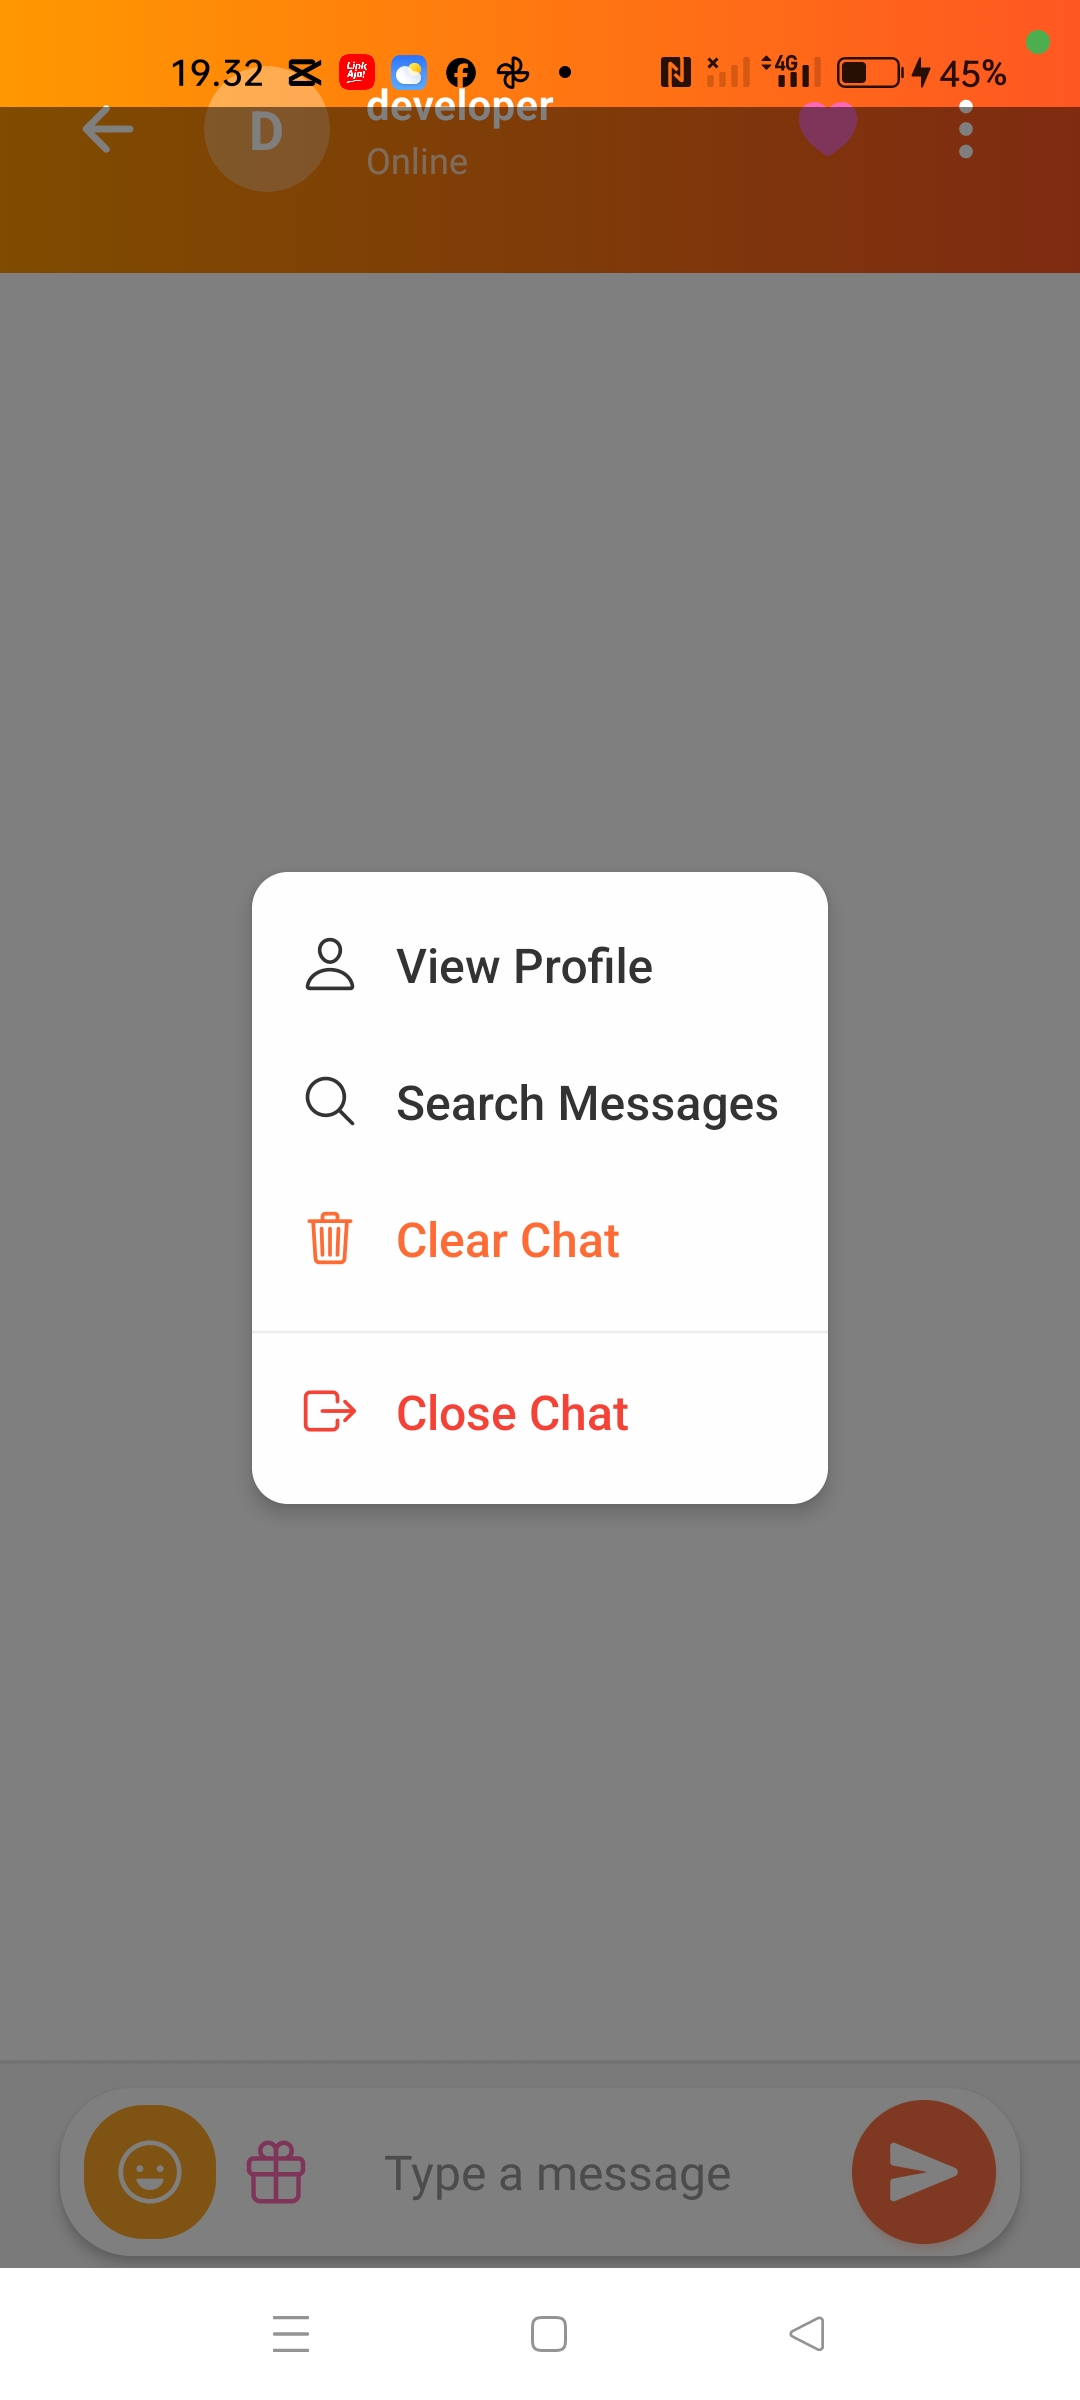 19.32 Link Aja! 4G 45%
D developer
Online
View Profile
Search Messages
Clear Chat
Close Chat
Type a message